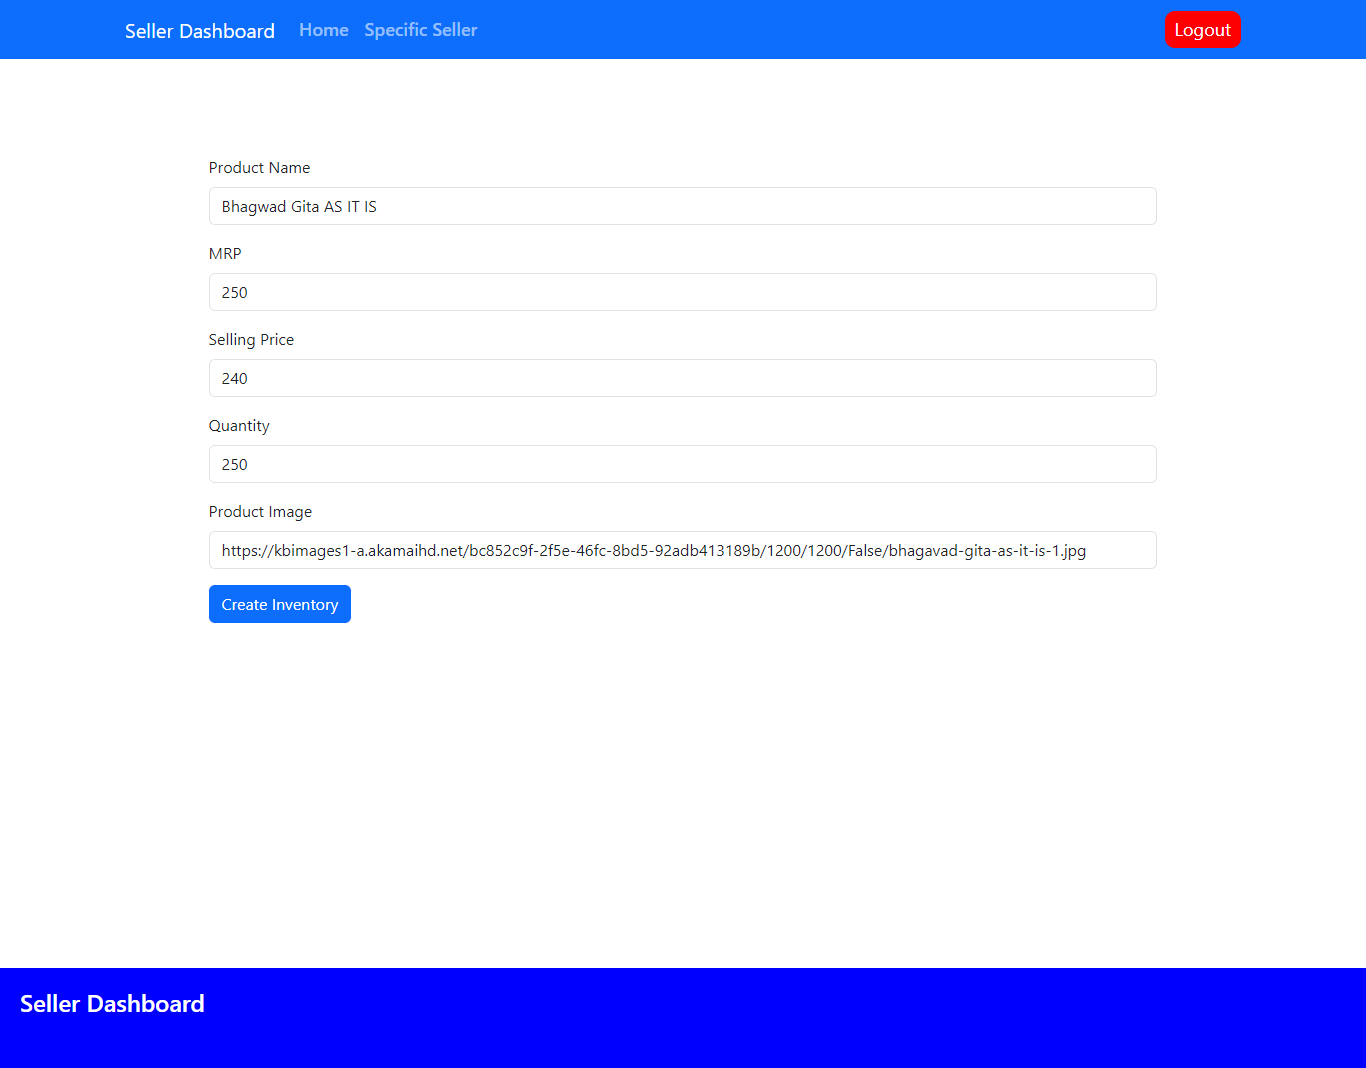 Seller Dashboard Home Specific Seller Logout
Product Name
Bhagwad Gita AS IT IS
MRP
250
Selling Price
240
Quantity
250
Product Image
https://kbimages1-a.akamaihd.net/bc852c9f-2f5e-46fc-8bd5-92adb413189b/1200/1200/False/bhagavad-gita-as-it-is-1.jpg
Create Inventory
Seller Dashboard